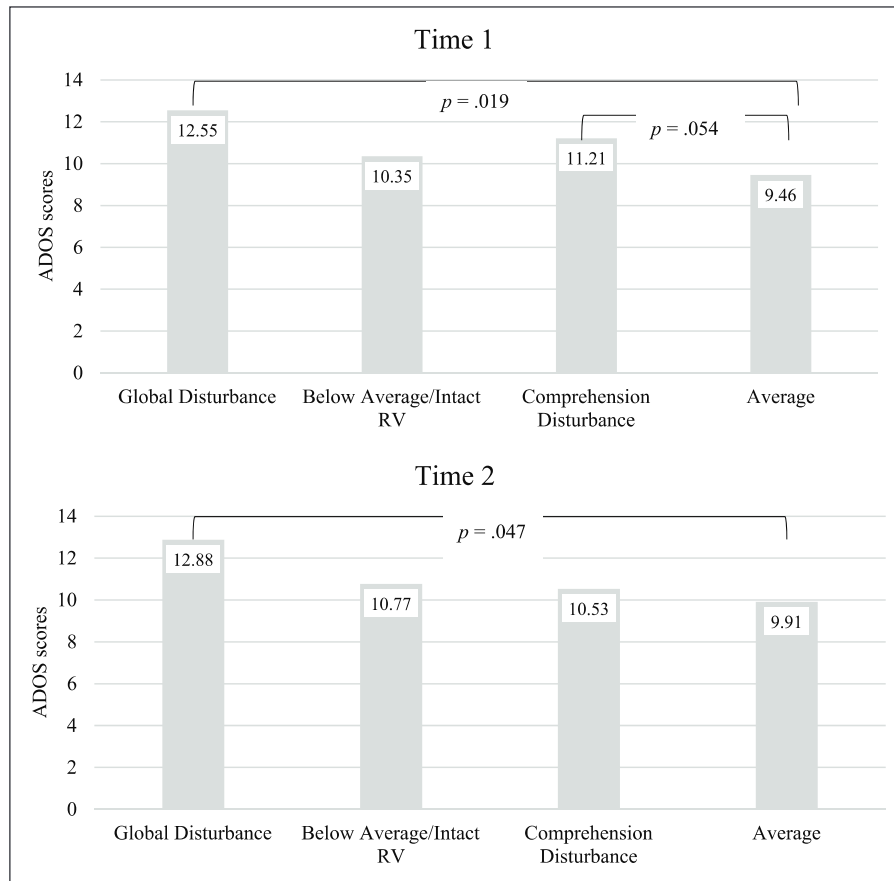 Time 1
14
12
10
8
6
4
2
0
ADOS scores
p = .019
p = .054
12.55
10.35
11.21
9.46
Global Disturbance
Below Average/Intact
RV
Comprehension
Disturbance
Average
Time 2
14
12
10
8
6
4
2
0
ADOS scores
p = .047
12.88
10.77
10.53
9.91
Global Disturbance
Below Average/Intact
RV
Comprehension
Disturbance
Average